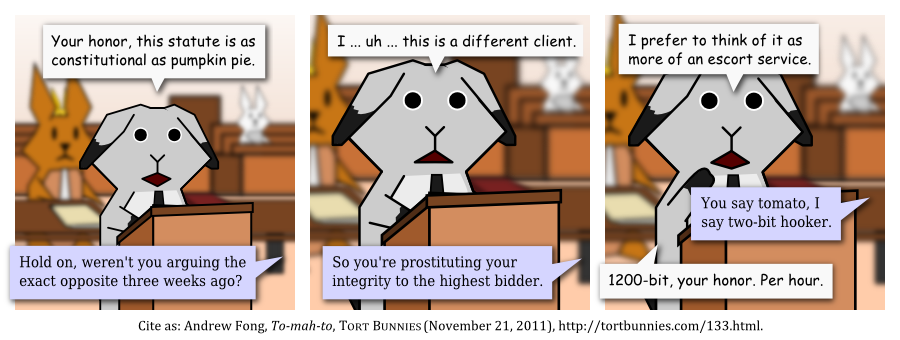 Your honor, this statute is as
constitutional as pumpkin pie.
Hold on, weren't you arguing the
exact opposite three weeks ago?
I ... uh ... this is a different client.
So you're prostituting your
integrity to the highest bidder.
I prefer to think of it as
more of an escort service.
You say tomato, I
say two-bit hooker.
1200-bit, your honor. Per hour.
Cite as: Andrew Fong, To-mah-to, TORT BUNNIES (November 21, 2011), http://tortbunnies.com/133.html.